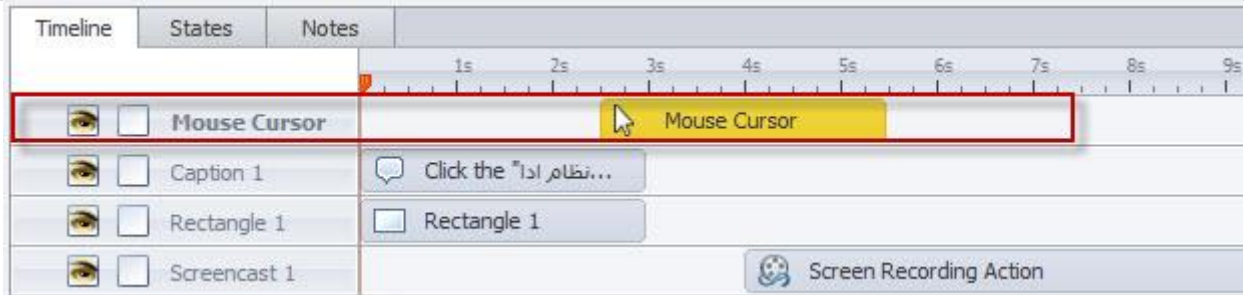 Timeline States Notes
1s 2s 3s 4s 5s 6s 7s 8s 9s
Mouse Cursor Mouse Cursor
Caption 1 Click the "نظام ادا...
Rectangle 1 Rectangle 1
Screencast 1 Screen Recording Action